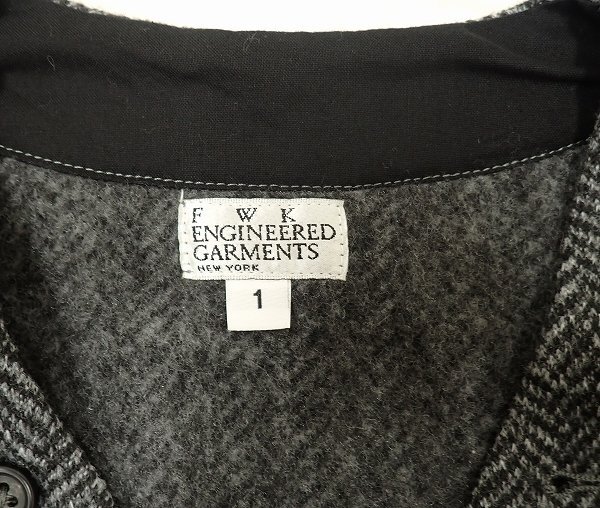 F W K
ENGINEERED
GARMENTS
NEW YORK
1